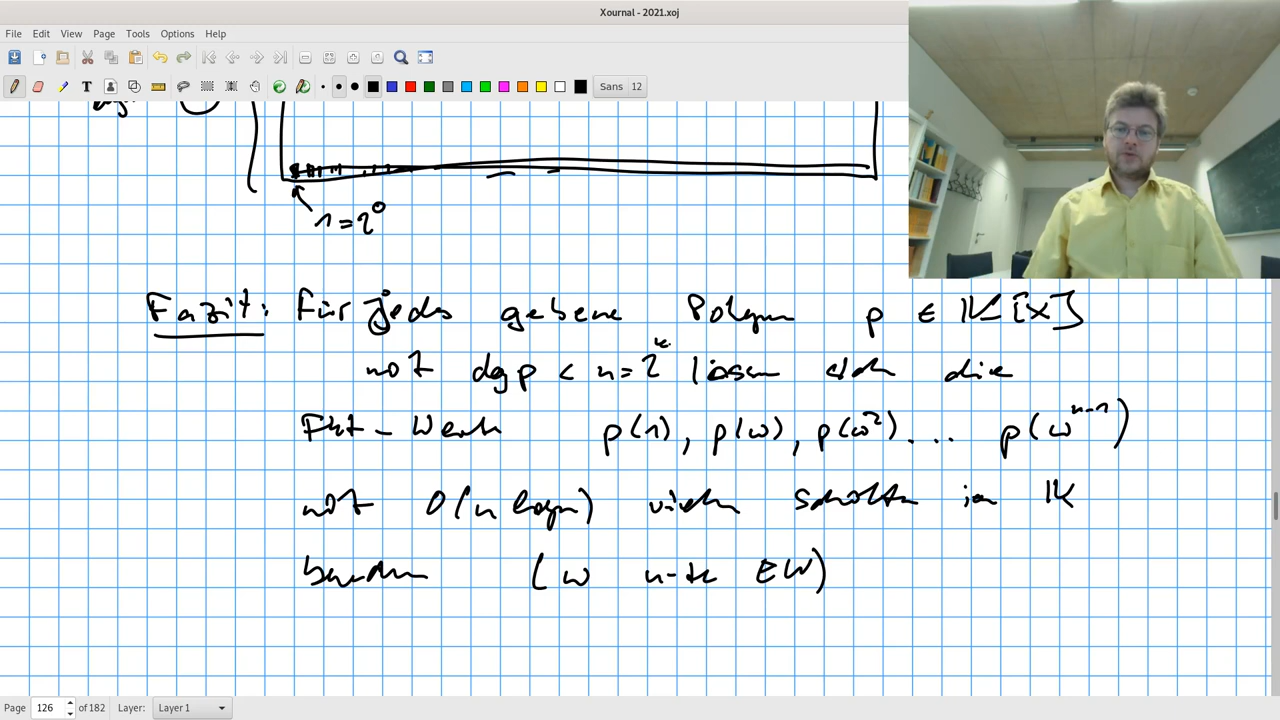 Xournal - 2021.xoj
File Edit View Page Tools Options Help
Sans 12
1=2⁰
Fazit: Für jedes gebene Polynom p ∈ 𝕂[X]
mit deg p < n=2ᵏ lassen sich die
Fkt-Werte p(1), p(ω), p(ω²) ... p(ωⁿ⁻¹)
mit O(n log n) vielen Schritten in 𝕂
berechnen (ω n-te EW)
Page 126 of 182 Layer: Layer 1